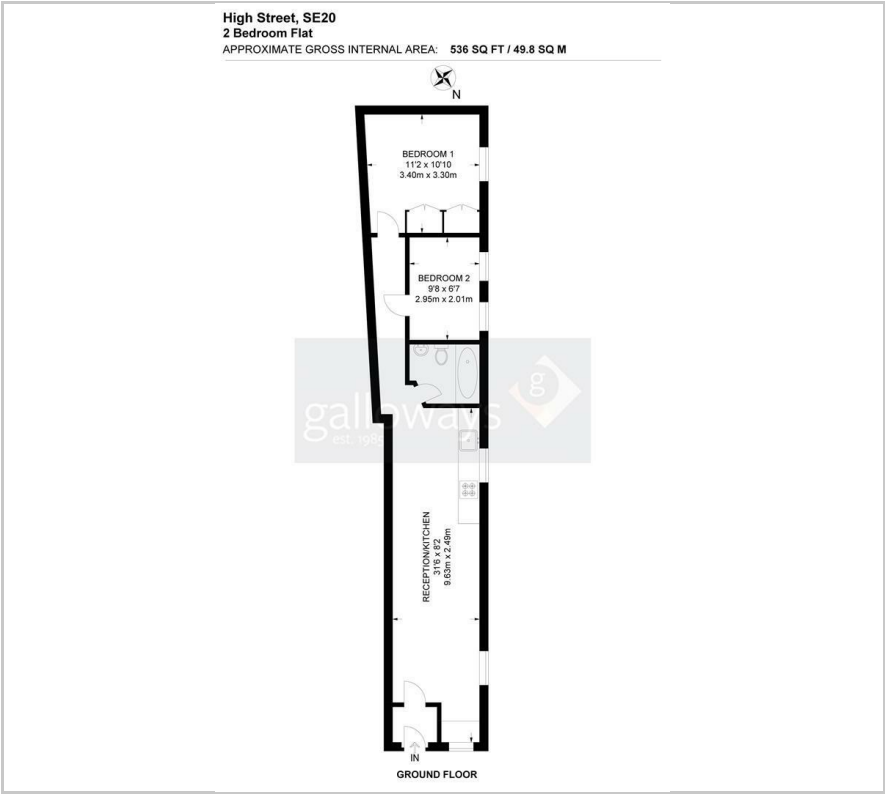 High Street, SE20
2 Bedroom Flat
APPROXIMATE GROSS INTERNAL AREA: 536 SQ FT / 49.8 SQ M
N
BEDROOM 1
11'2 x 10'10
3.40m x 3.30m
BEDROOM 2
9'8 x 6'7
2.95m x 2.01m
galloways
est. 1985
g
RECEPTION/KITCHEN
31'6 x 8'2
9.63m x 2.49m
IN
GROUND FLOOR